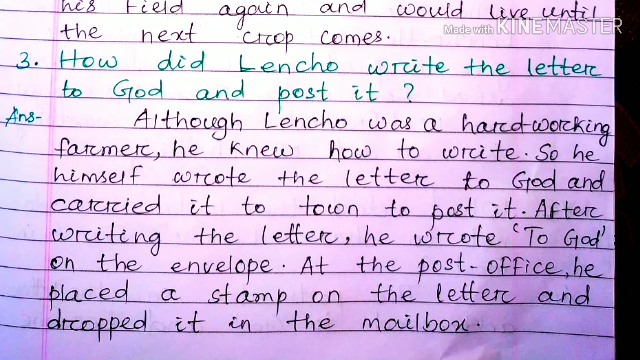 his field again and would live until
the next crop comes.
Made with KINEMASTER
3. How did Lencho write the letter
to God and post it ?
Ans- Although Lencho was a hard-working
farmer, he knew how to write. So he
himself wrote the letter to God and
carried it to town to post it. After
writing the letter, he wrote 'To God'
on the envelope. At the post-office, he
placed a stamp on the letter and
dropped it in the mailbox.